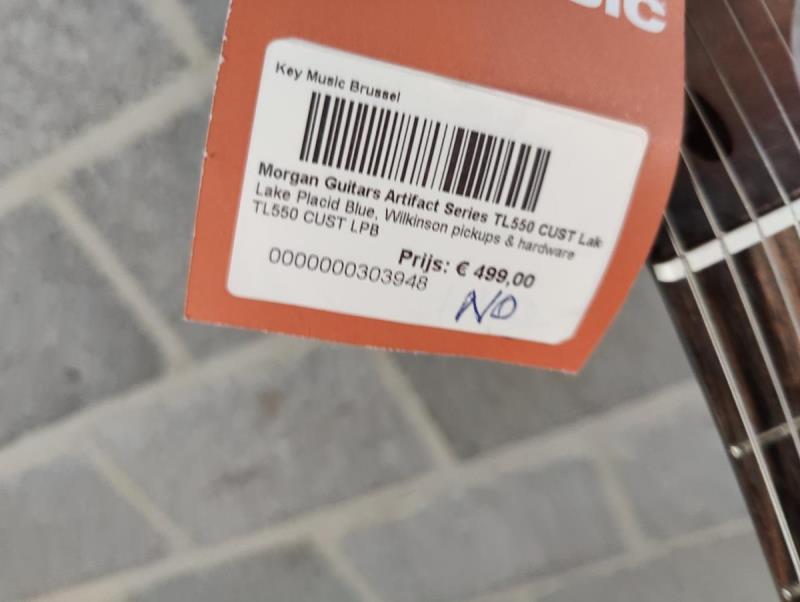 sic
Key Music Brussel
Morgan Guitars Artifact Series TL550 CUST Lak
Lake Placid Blue, Wilkinson pickups & hardware
TL550 CUST LPB
Prijs: € 499,00
0000000303948
NO